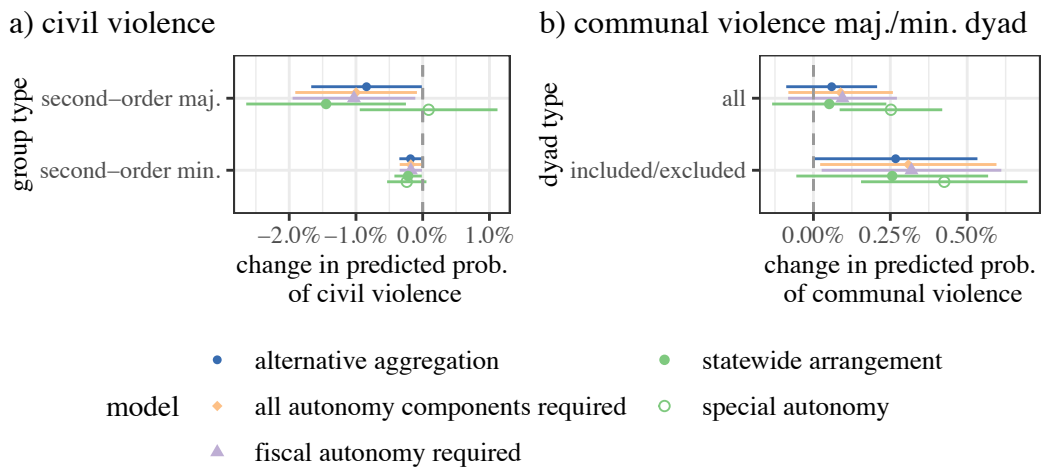 a) civil violence
b) communal violence maj./min. dyad
group type
second−order maj.
second−order min.
−2.0%
−1.0%
0.0%
1.0%
change in predicted prob.
of civil violence
dyad type
all
included/excluded
0.00%
0.25%
0.50%
change in predicted prob.
of communal violence
model
alternative aggregation
all autonomy components required
fiscal autonomy required
statewide arrangement
special autonomy